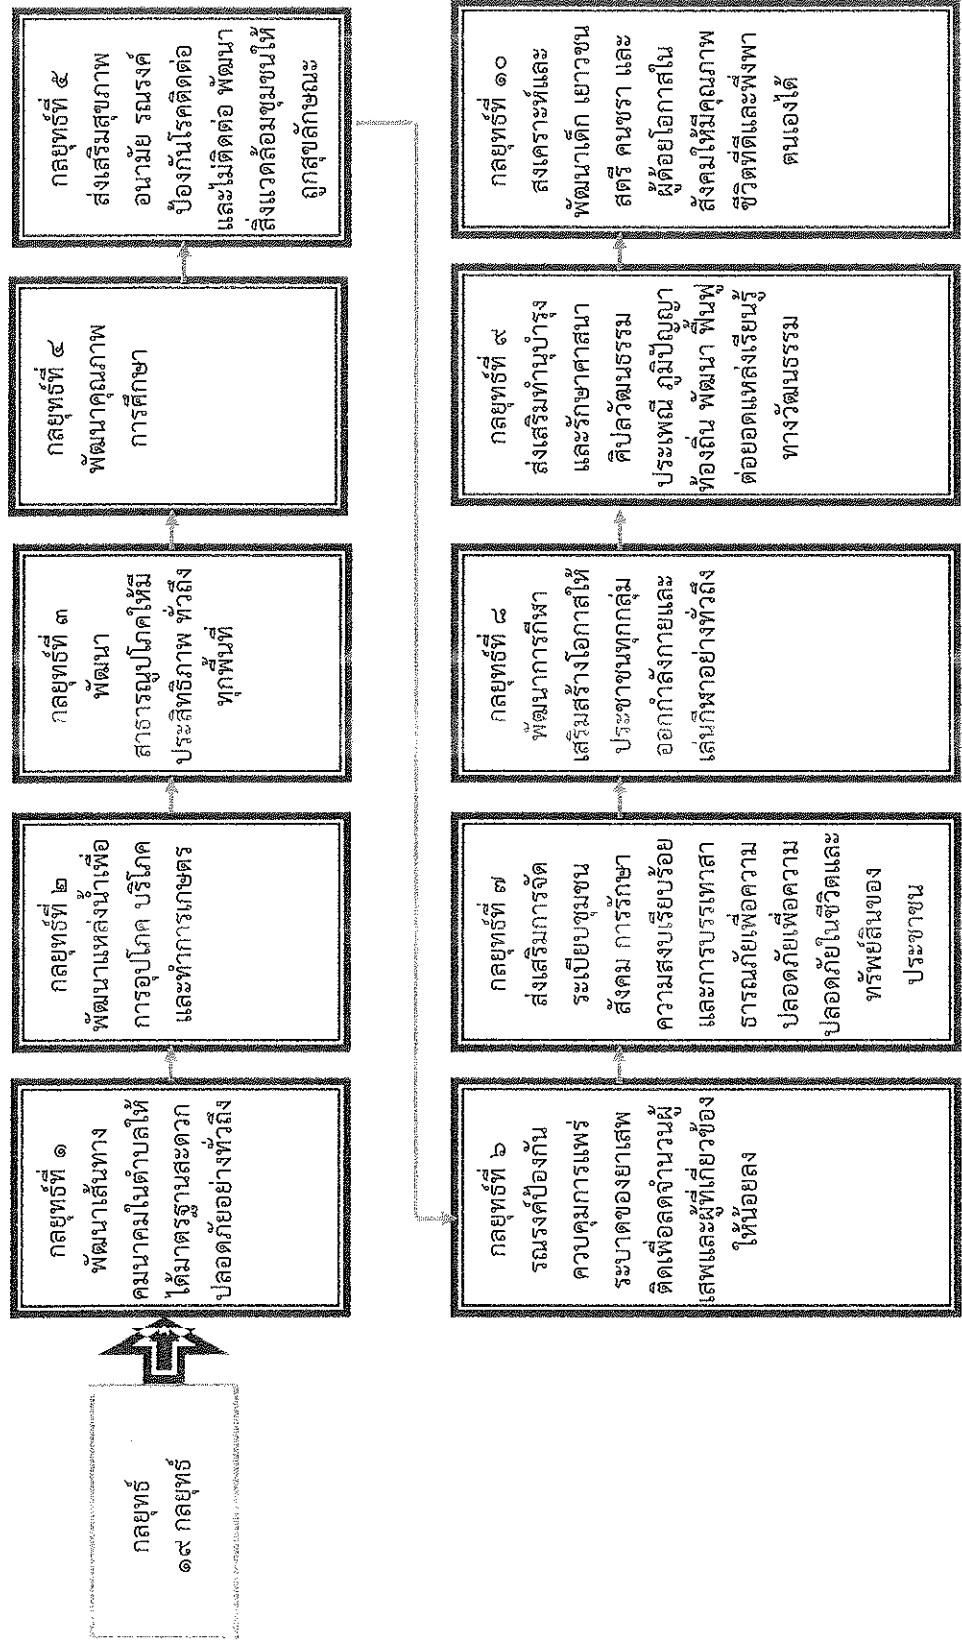 กลยุทธ์
๑๙ กลยุทธ์
กลยุทธ์ที่ ๑
พัฒนาเส้นทาง
คมนาคมในตำบลให้
ได้มาตรฐานสะดวก
ปลอดภัยอย่างทั่วถึง
กลยุทธ์ที่ ๒
พัฒนาแหล่งน้ำเพื่อ
การอุปโภค บริโภค
และทำการเกษตร
กลยุทธ์ที่ ๓
พัฒนา
สาธารณูปโภคให้มี
ประสิทธิภาพ ทั่วถึง
ทุกพื้นที่
กลยุทธ์ที่ ๔
พัฒนาคุณภาพ
การศึกษา
กลยุทธ์ที่ ๕
ส่งเสริมสุขภาพ
อนามัย รณรงค์
ป้องกันโรคติดต่อ
และไม่ติดต่อ พัฒนา
สิ่งแวดล้อมชุมชนให้
ถูกสุขลักษณะ
กลยุทธ์ที่ ๖
รณรงค์ป้องกัน
ควบคุมการแพร่
ระบาดของยาเสพ
ติดเพื่อลดจำนวนผู้
เสพและผู้ที่เกี่ยวข้อง
ให้น้อยลง
กลยุทธ์ที่ ๗
ส่งเสริมการจัด
ระเบียบชุมชน
สังคม การรักษา
ความสงบเรียบร้อย
และการบรรเทาสา
ธารณภัยเพื่อความ
ปลอดภัยเพื่อความ
ปลอดภัยในชีวิตและ
ทรัพย์สินของ
ประชาชน
กลยุทธ์ที่ ๘
พัฒนาการกีฬา
เสริมสร้างโอกาสให้
ประชาชนทุกกลุ่ม
ออกกำลังกายและ
เล่นกีฬาอย่างทั่วถึง
กลยุทธ์ที่ ๙
ส่งเสริมทำนุบำรุง
และรักษาศาสนา
ศิปลวัฒนธรรม
ประเพณี ภูมิปัญญา
ท้องถิ่น พัฒนา ฟื้นฟู
ต่อยอดแหล่งเรียนรู้
ทางวัฒนธรรม
กลยุทธ์ที่ ๑๐
สงเคราะห์และ
พัฒนาเด็ก เยาวชน
สตรี คนชรา และ
ผู้ด้อยโอกาสใน
สังคมให้มีคุณภาพ
ชีวิตที่ดีและพึ่งพา
ตนเองได้